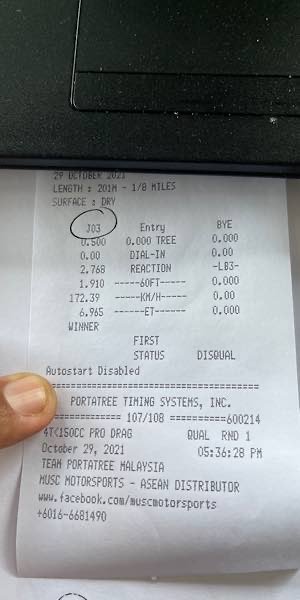 29 OCTOBER 2021
LENGTH : 201M - 1/8 MILES
SURFACE : DRY
J03 Entry BYE
0.500 0.000 TREE 0.000
0.00 DIAL-IN 0.00
2.768 REACTION -LB3-
1.910 -----60FT----- 0.000
172.39 -----KM/H----- 0.00
6.965 ------ET------ 0.000
WINNER
FIRST
STATUS DISQUAL
Autostart Disabled
========================================
PORTATREE TIMING SYSTEMS, INC.
============= 107/108 ==========600214
4T<150CC PRO DRAG QUAL RND 1
October 29, 2021 05:36:28 PM
TEAM PORTATREE MALAYSIA
MUSC MOTORSPORTS - ASEAN DISTRIBUTOR
www.facebook.com/muscmotorsports
+6016-6681490